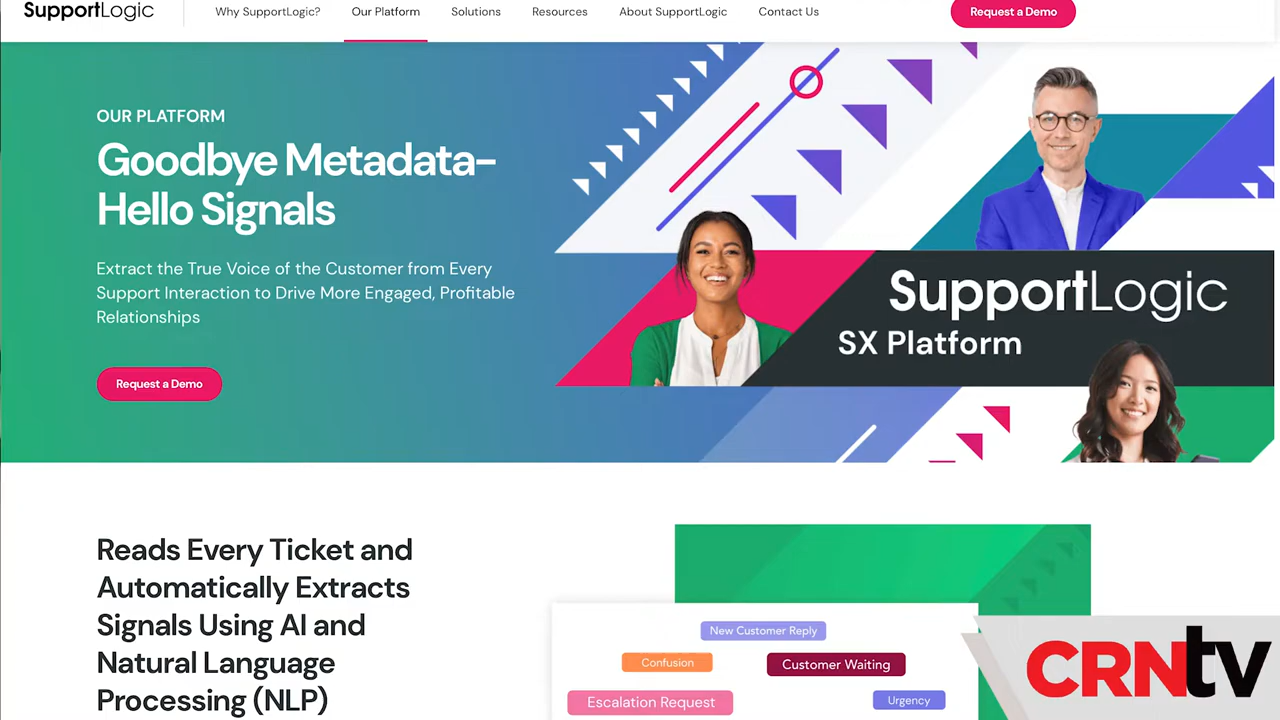 SupportLogic
Why SupportLogic?
Our Platform
Solutions
Resources
About SupportLogic
Contact Us
Request a Demo
OUR PLATFORM
Goodbye Metadata–
Hello Signals
Extract the True Voice of the Customer from Every
Support Interaction to Drive More Engaged, Profitable
Relationships
Request a Demo
SupportLogic
SX Platform
Reads Every Ticket and
Automatically Extracts
Signals Using AI and
Natural Language
Processing (NLP)
New Customer Reply
Confusion
Customer Waiting
Escalation Request
Urgency
CRNtv